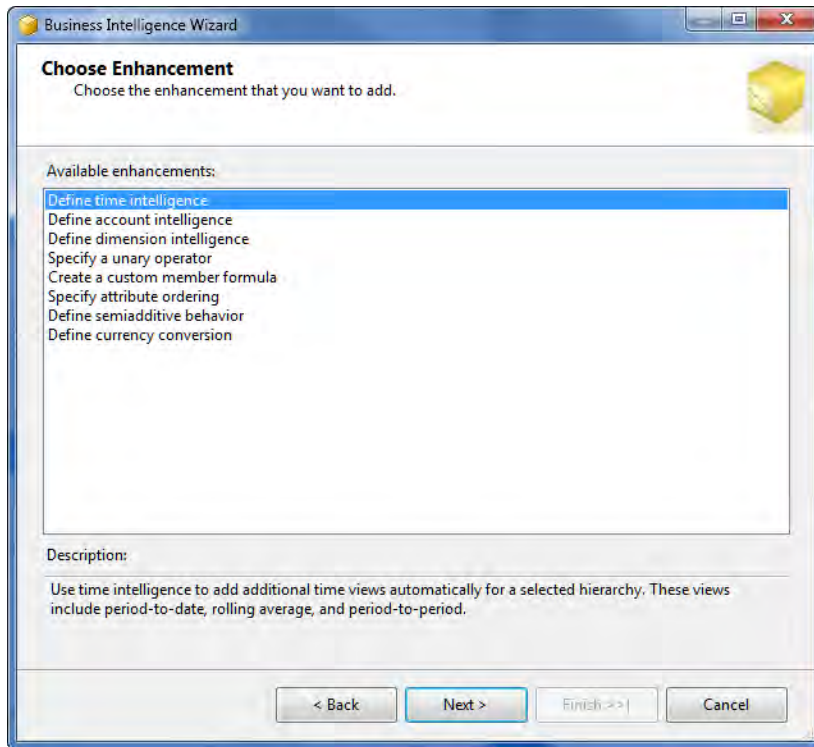 Business Intelligence Wizard
Choose Enhancement
Choose the enhancement that you want to add.
Available enhancements:
Define time intelligence
Define account intelligence
Define dimension intelligence
Specify a unary operator
Create a custom member formula
Specify attribute ordering
Define semiadditive behavior
Define currency conversion
Description:
Use time intelligence to add additional time views automatically for a selected hierarchy. These views
include period-to-date, rolling average, and period-to-period.
< Back Next > Finish >>| Cancel